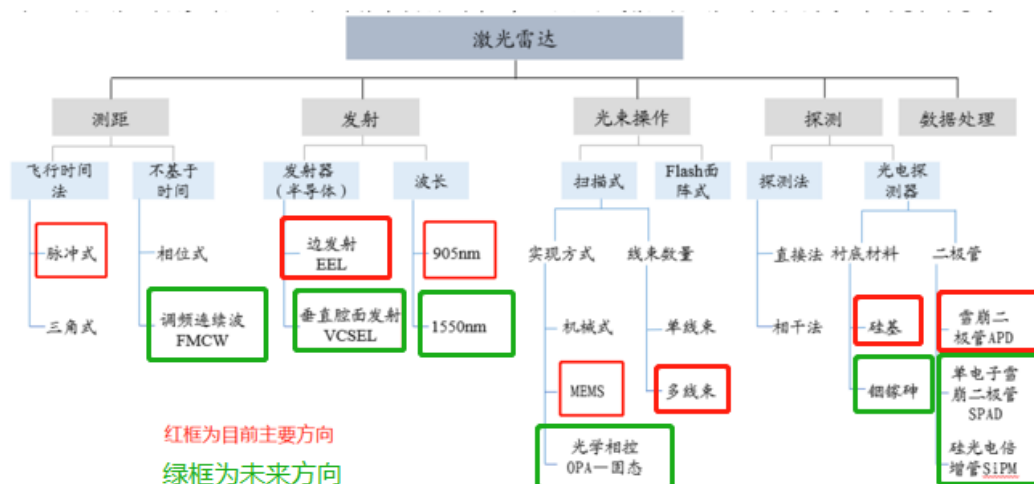 激光雷达
测距
发射
光束操作
探测
数据处理
飞行时间
法
不基于
时间
发射器
(半导体)
波长
扫描式
Flash面
阵式
探测法
光电探
测器
脉冲式
相位式
边发射
EEL
905nm
实现方式
线束数量
直接法
衬底材料
二极管
三角式
调频连续波
FMCW
垂直腔面发射
VCSEL
1550nm
机械式
单线束
相干法
硅基
雪崩二
极管APD
MEMS
多线束
铟镓砷
单电子雪
崩二极管
SPAD
光学相控
OPA—固态
硅光电倍
增管SiPM
红框为目前主要方向
绿框为未来方向